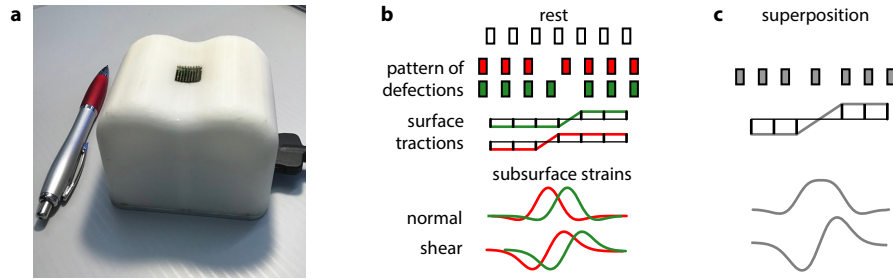 a
b
rest
pattern of
defections
surface
tractions
subsurface strains
normal
shear
c
superposition